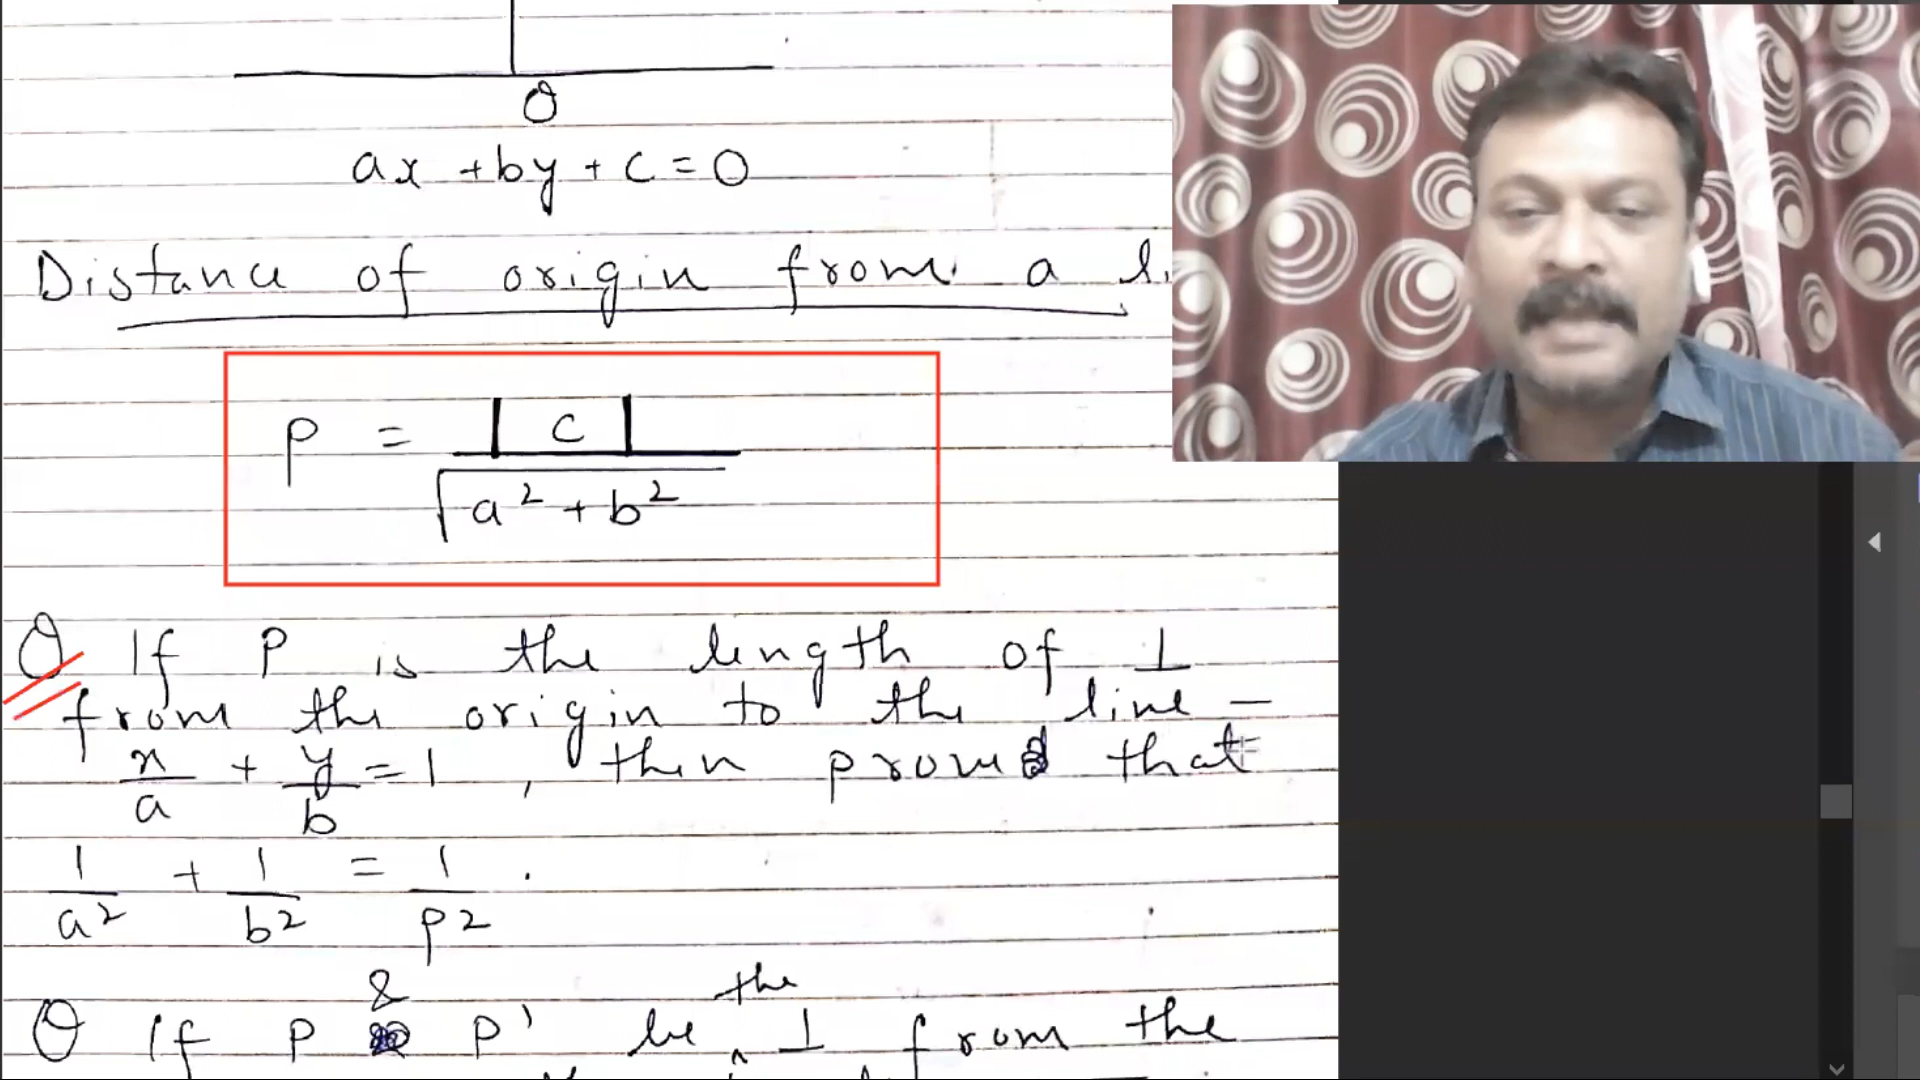 O
ax + by + c = 0
Distance of origin from a
p = | c | / √a² + b²
Q If P is the length of ⊥
from the origin to the line –
x/a + y/b = 1 , then prove that
1/a² + 1/b² = 1/p² .
&
the
Q If P P' be ^ ⊥ from the